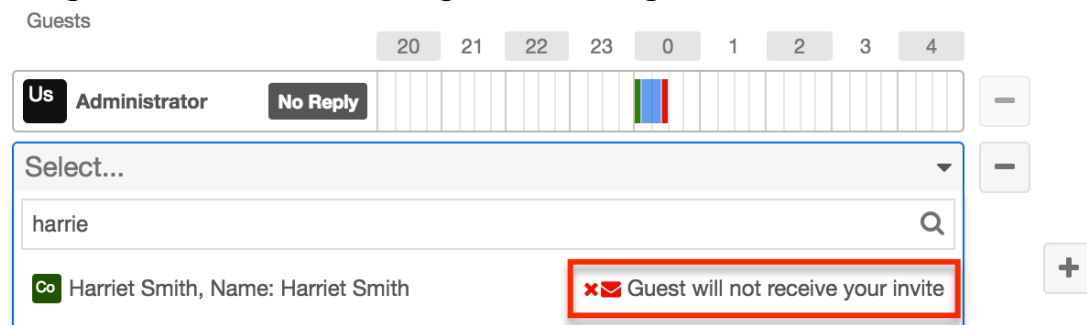 Guests
20 21 22 23 0 1 2 3 4
Us Administrator No Reply
Select...
harrie
Co Harriet Smith, Name: Harriet Smith Guest will not receive your invite